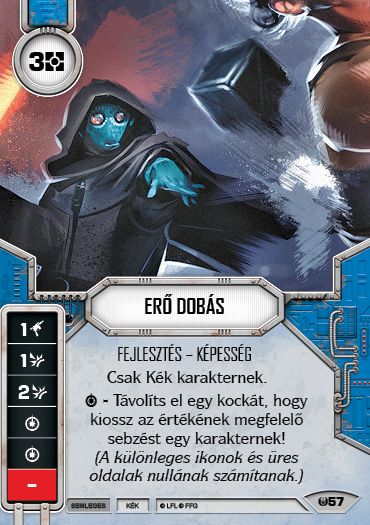 3
ERŐ DOBÁS
FEJLESZTÉS – KÉPESSÉG
Csak Kék karakternek.
- Távolíts el egy kockát, hogy
kiossz az értékének megfelelő
sebzést egy karakternek!
(A különleges ikonok és üres
oldalak nullának számítanak.)
1
1
2
–
SEMLEGES
KÉK
© LFL © FFG
57